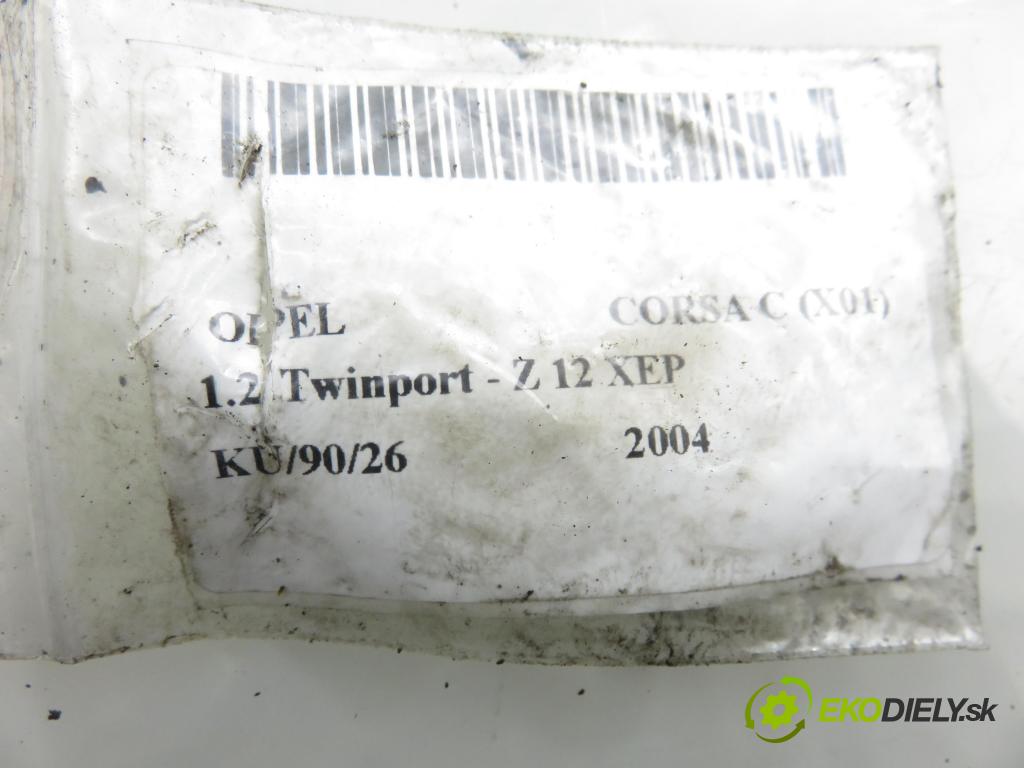 OPEL CORSA C (X01)
1.2 Twinport - Z 12 XEP
KU/90/26 2004
EKODIELY.sk